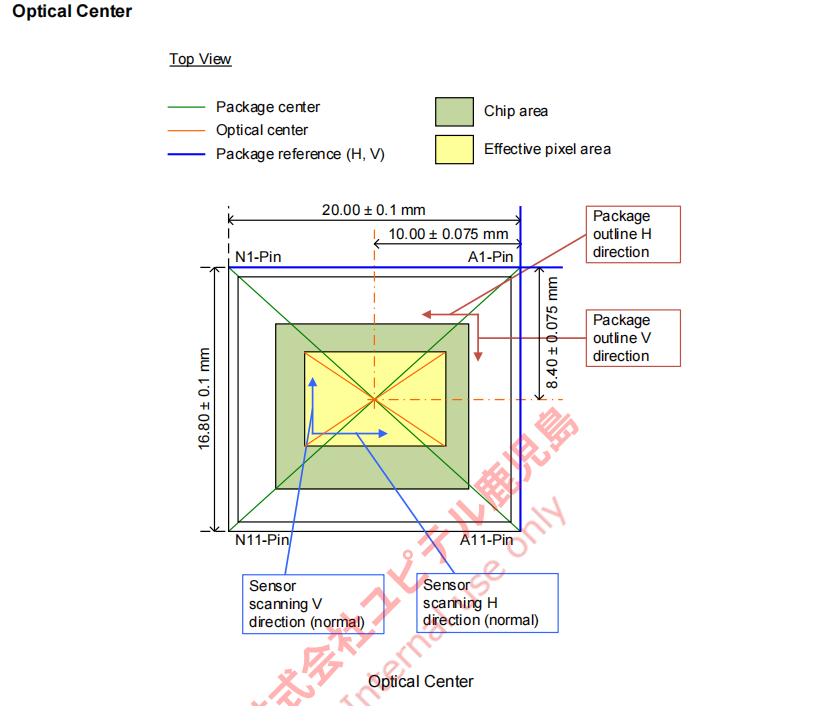 Optical Center
Top View
Package center
Optical center
Package reference (H, V)
Chip area
Effective pixel area
20.00 ± 0.1 mm
10.00 ± 0.075 mm
Package
outline H
direction
N1-Pin
A1-Pin
Package
outline V
direction
8.40 ± 0.075 mm
16.80 ± 0.1 mm
N11-Pin
A11-Pin
Sensor
scanning V
direction (normal)
Sensor
scanning H
direction (normal)
式会社ユピテル鹿児島
Internal use only
Optical Center